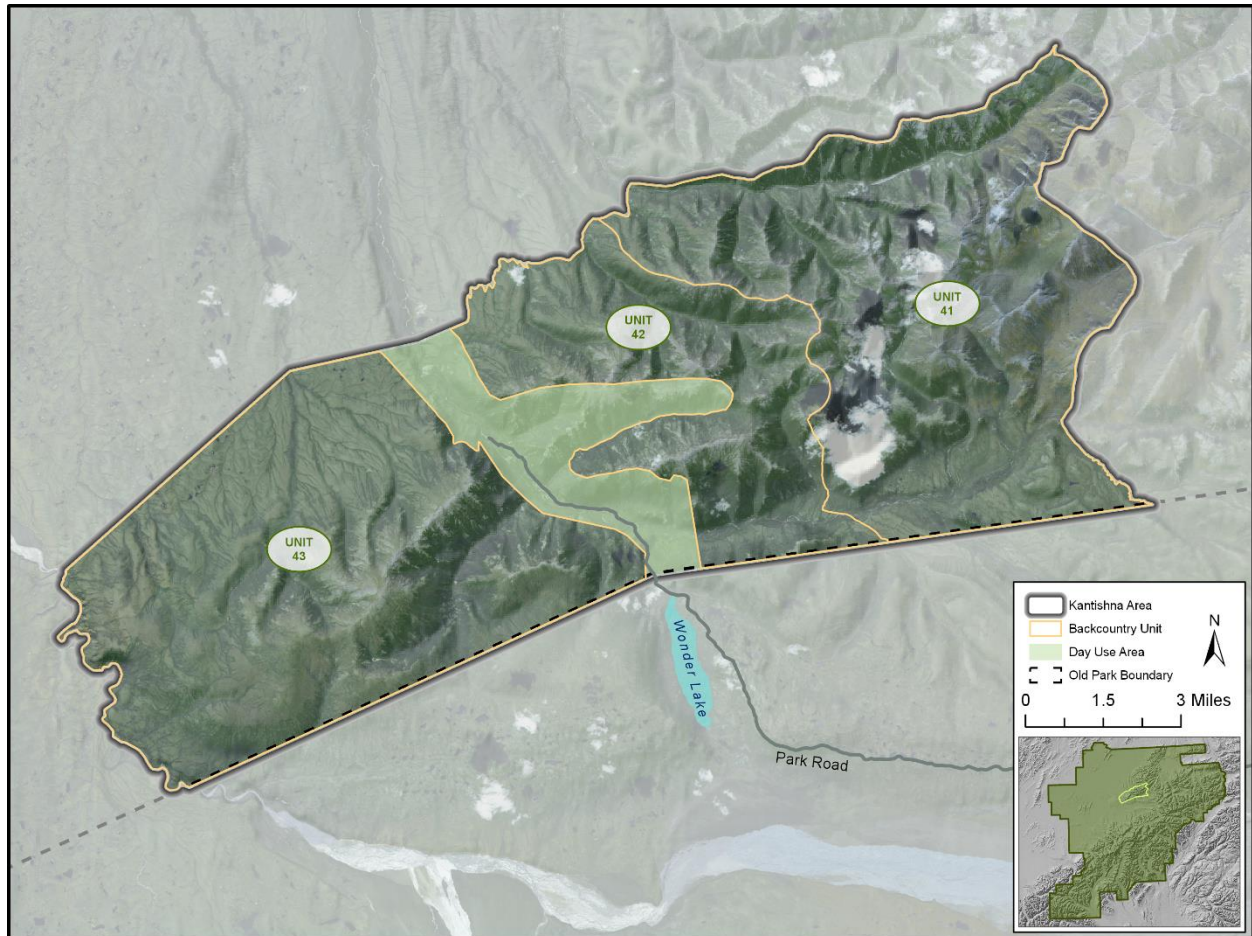 UNIT
41
UNIT
42
UNIT
43
Wonder Lake
Park Road
Kantishna Area
Backcountry Unit
Day Use Area
Old Park Boundary
N
0 1.5 3 Miles